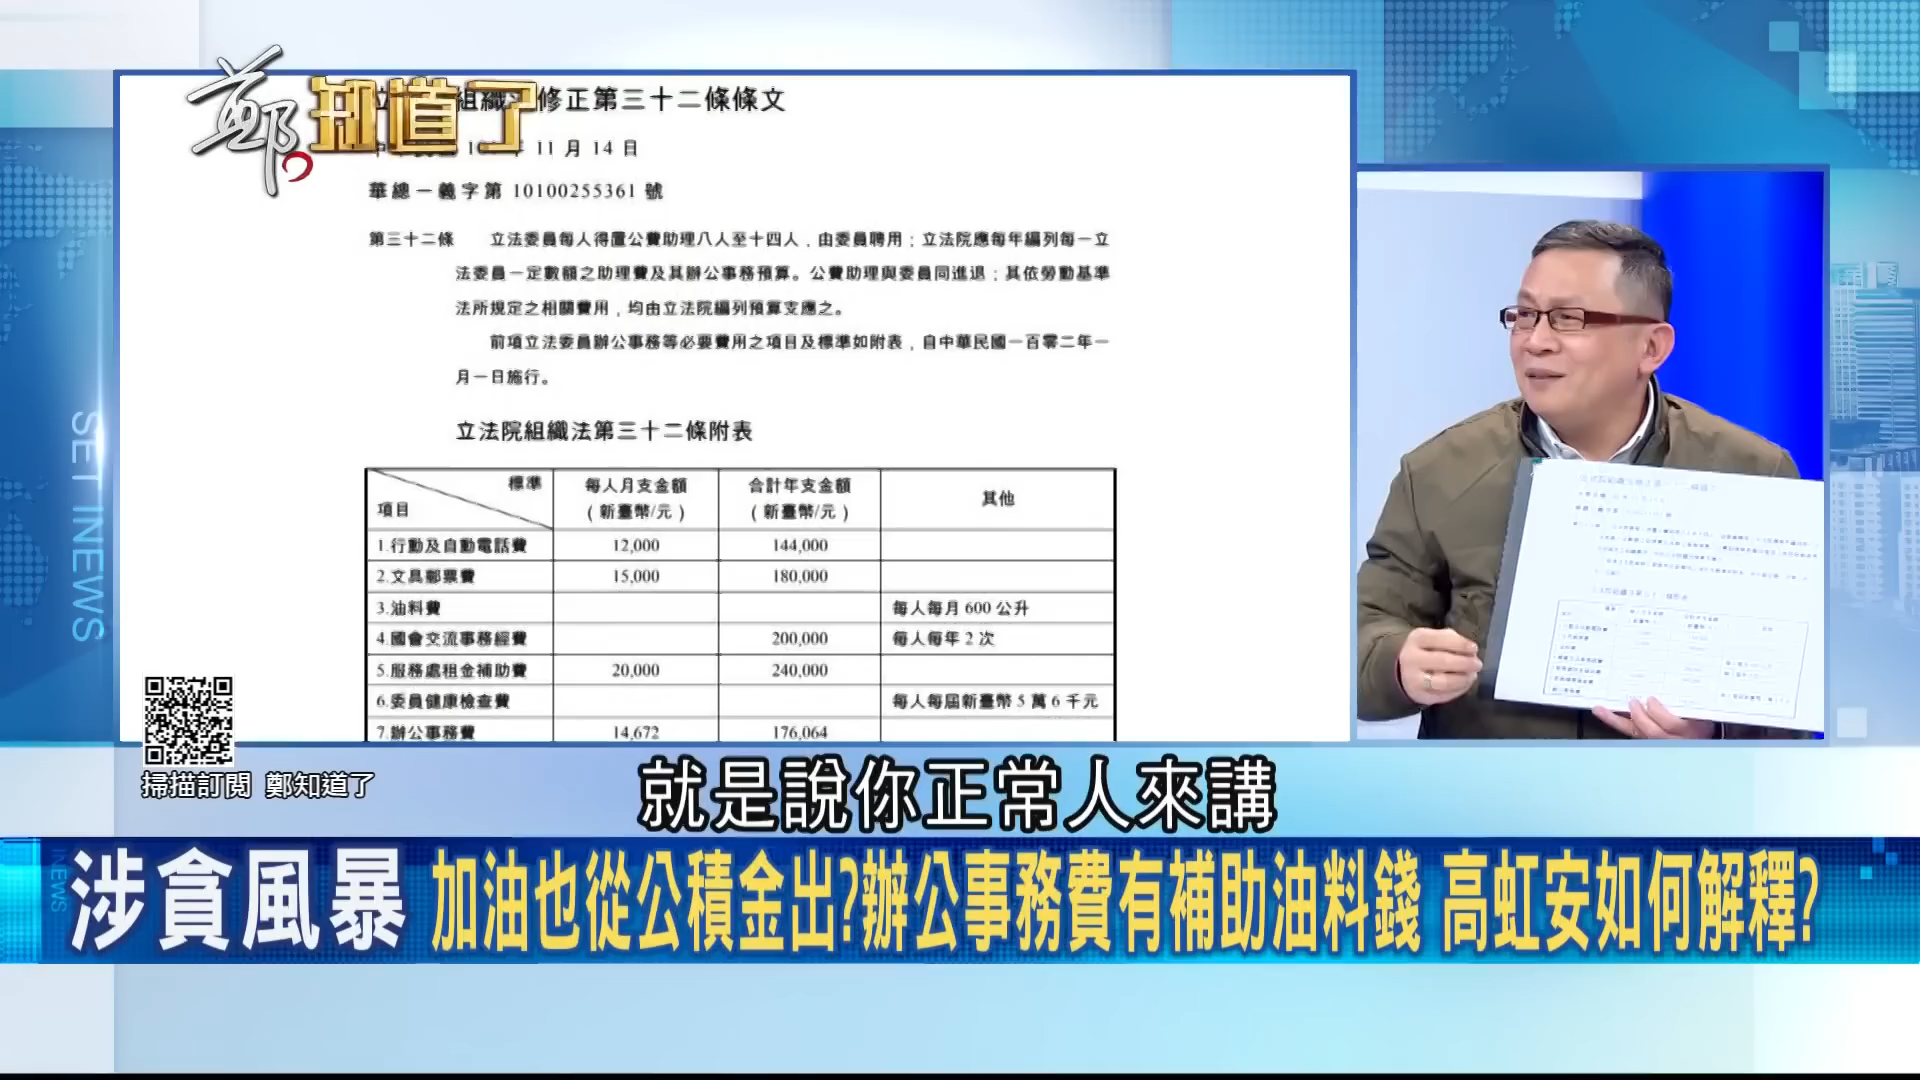 鄭知道了
立 組織 修正第三十二條條文
11 月 14 日
華總一義字第 10100255361 號
第三十二條 立法委員每人得置公費助理八人至十四人，由委員聘用；立法院應每年編列每一立
法委員一定數額之助理費及其辦公事務預算。公費助理與委員同進退；其依勞動基準
法所規定之相關費用，均由立法院編列預算支應之。
前項立法委員辦公事務等必要費用之項目及標準如附表，自中華民國一百零二年一
月一日施行。
立法院組織法第三十二條附表
項目 標準 每人月支金額（新臺幣/元） 合計年支金額（新臺幣/元） 其他
1.行動及自動電話費 12,000 144,000
2.文具郵票費 15,000 180,000
3.油料費 每人每月 600 公升
4.國會交流事務經費 200,000 每人每年 2 次
5.服務處租金補助費 20,000 240,000
6.委員健康檢查費 每人每屆新臺幣 5 萬 6 千元
7.辦公事務費 14,672 176,064
SET INEWS
掃描訂閱 鄭知道了
就是說你正常人來講
INEWS
涉貪風暴 加油也從公積金出?辦公事務費有補助油料錢 高虹安如何解釋?